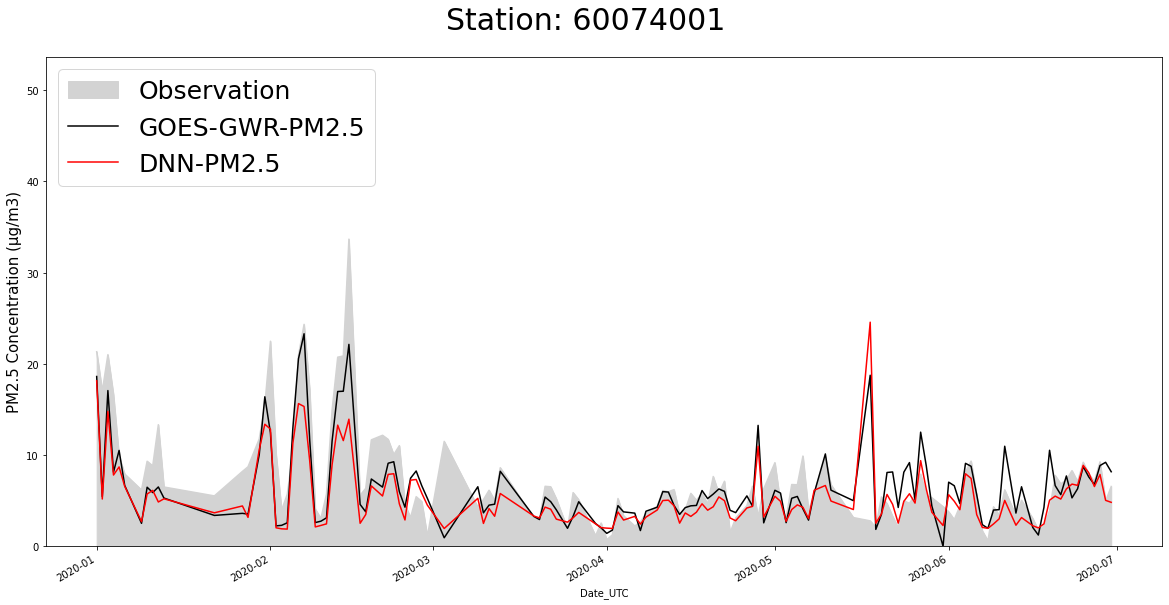 Station: 60074001
Observation
GOES-GWR-PM2.5
DNN-PM2.5
PM2.5 Concentration (μg/m3)
50
40
30
20
10
0
2020-01
2020-02
2020-03
2020-04
2020-05
2020-06
2020-07
Date_UTC